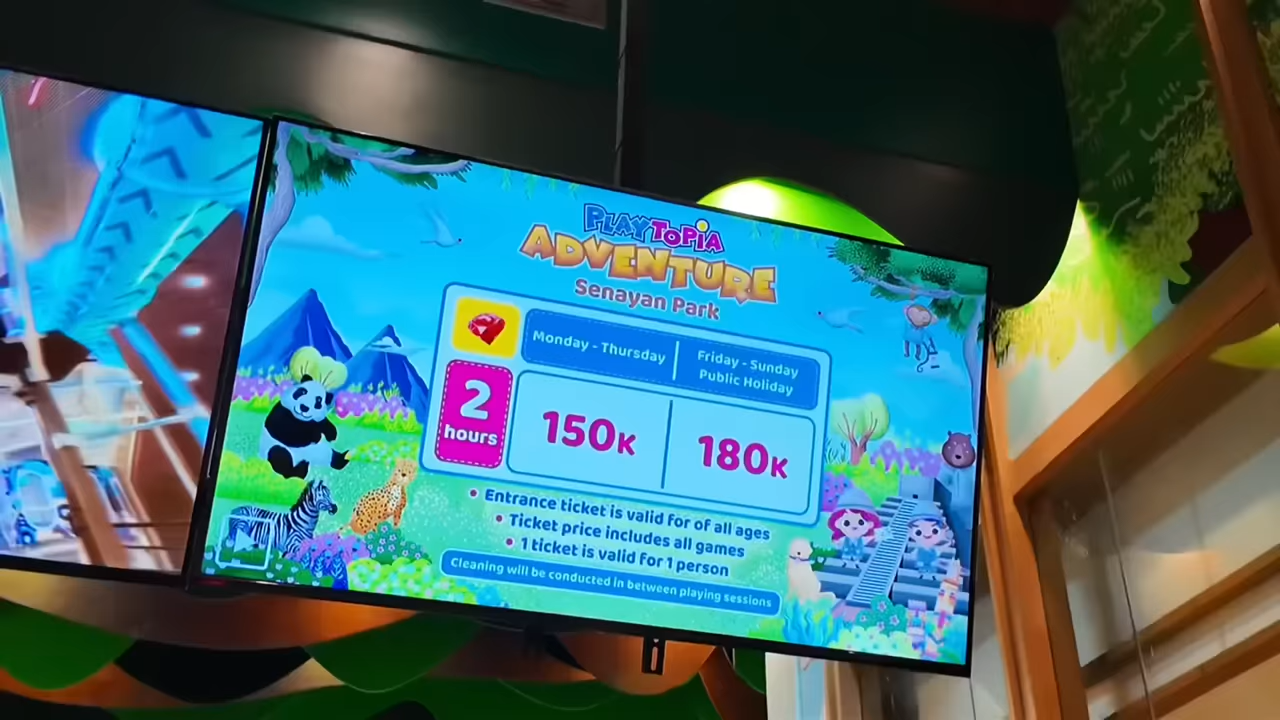 PLAYTOPIA
ADVENTURE
Senayan Park
Monday - Thursday
Friday - Sunday
Public Holiday
2
hours
150K
180K
• Entrance ticket is valid for of all ages
• Ticket price includes all games
• 1 ticket is valid for 1 person
Cleaning will be conducted in between playing sessions